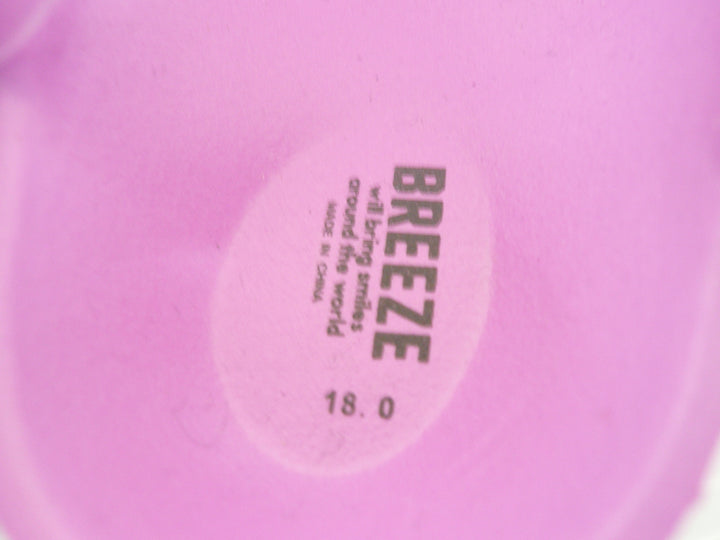 BREEZE
will bring smiles
around the world
MADE IN CHINA
18.0